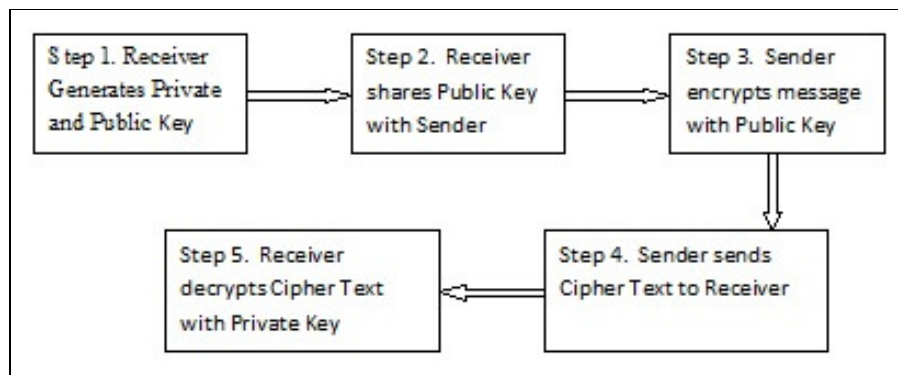 Step 1. Receiver
Generates Private
and Public Key
Step 2. Receiver
shares Public Key
with Sender
Step 3. Sender
encrypts message
with Public Key
Step 4. Sender sends
Cipher Text to Receiver
Step 5. Receiver
decrypts Cipher Text
with Private Key